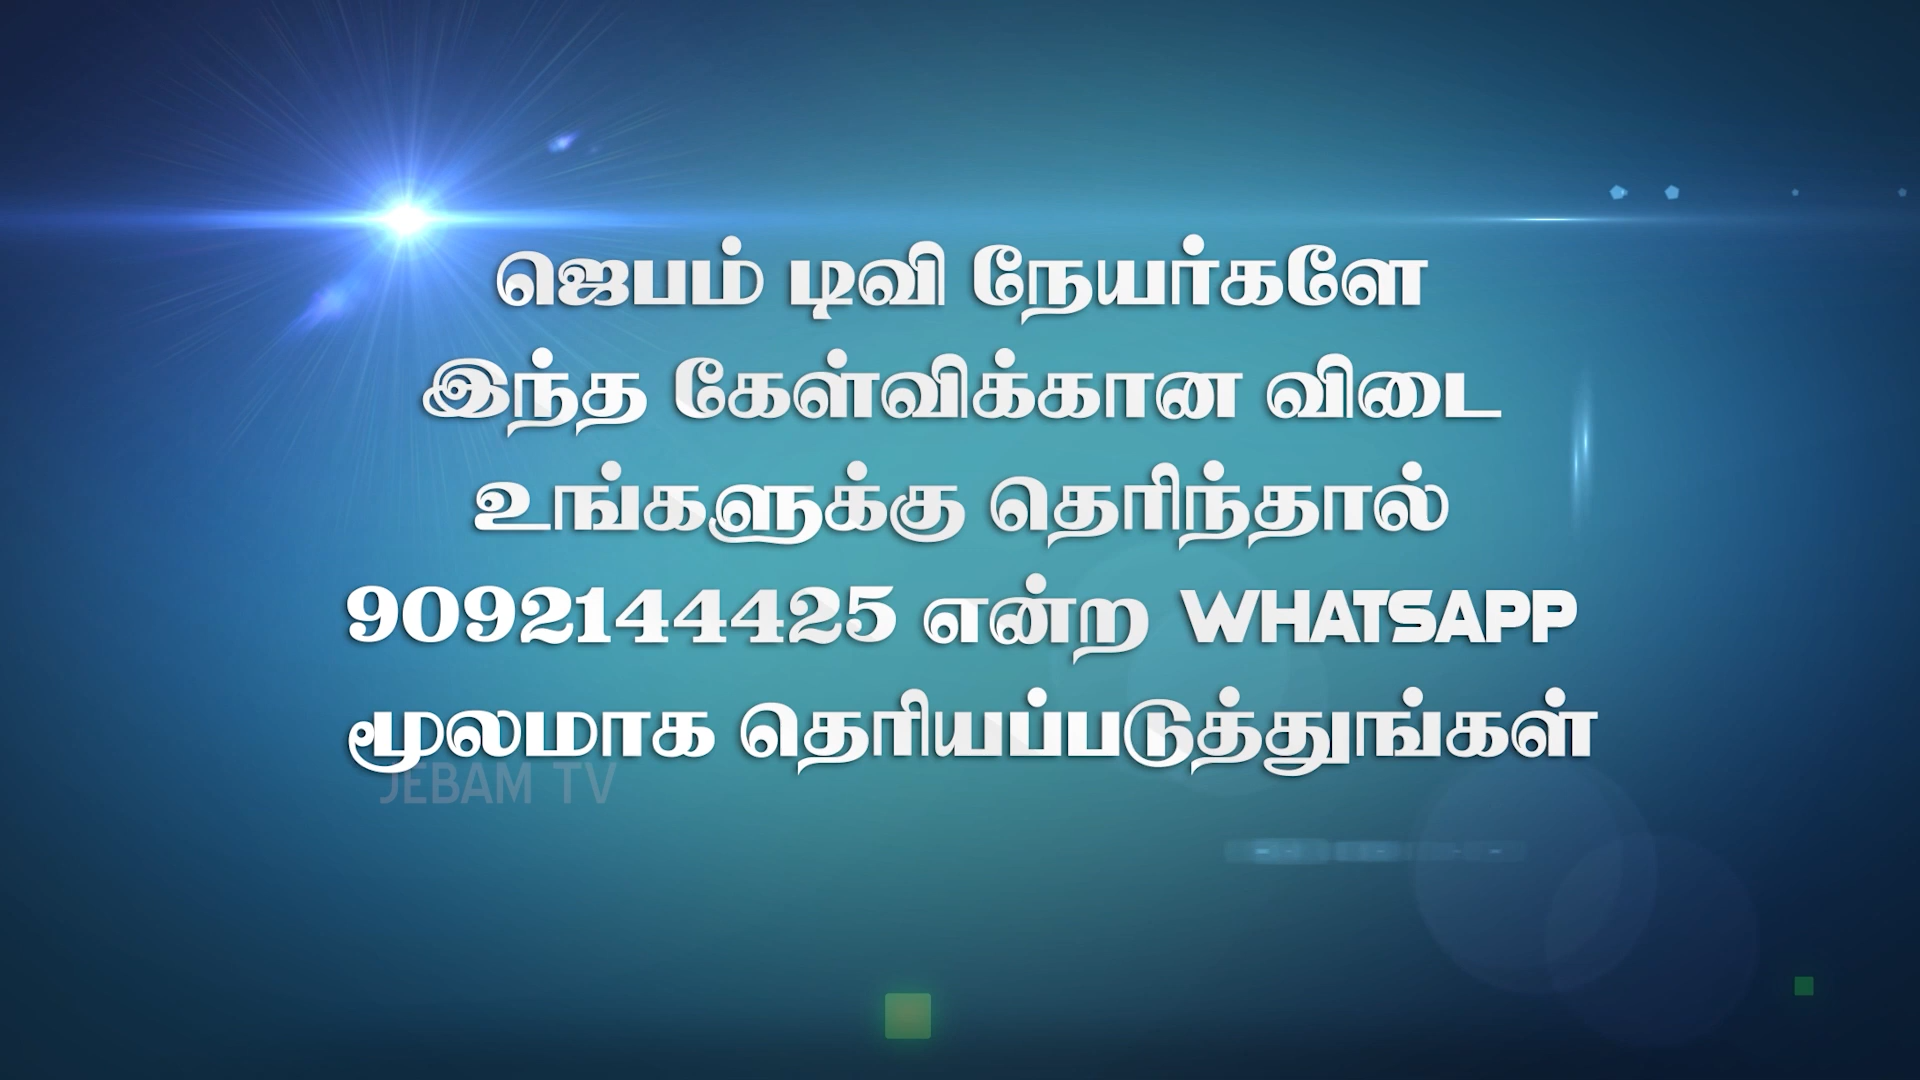 ஜெபம் டிவி நேயர்களே
இந்த கேள்விக்கான விடை
உங்களுக்கு தெரிந்தால்
9092144425 என்ற WHATSAPP
மூலமாக தெரியப்படுத்துங்கள்
JEBAM TV